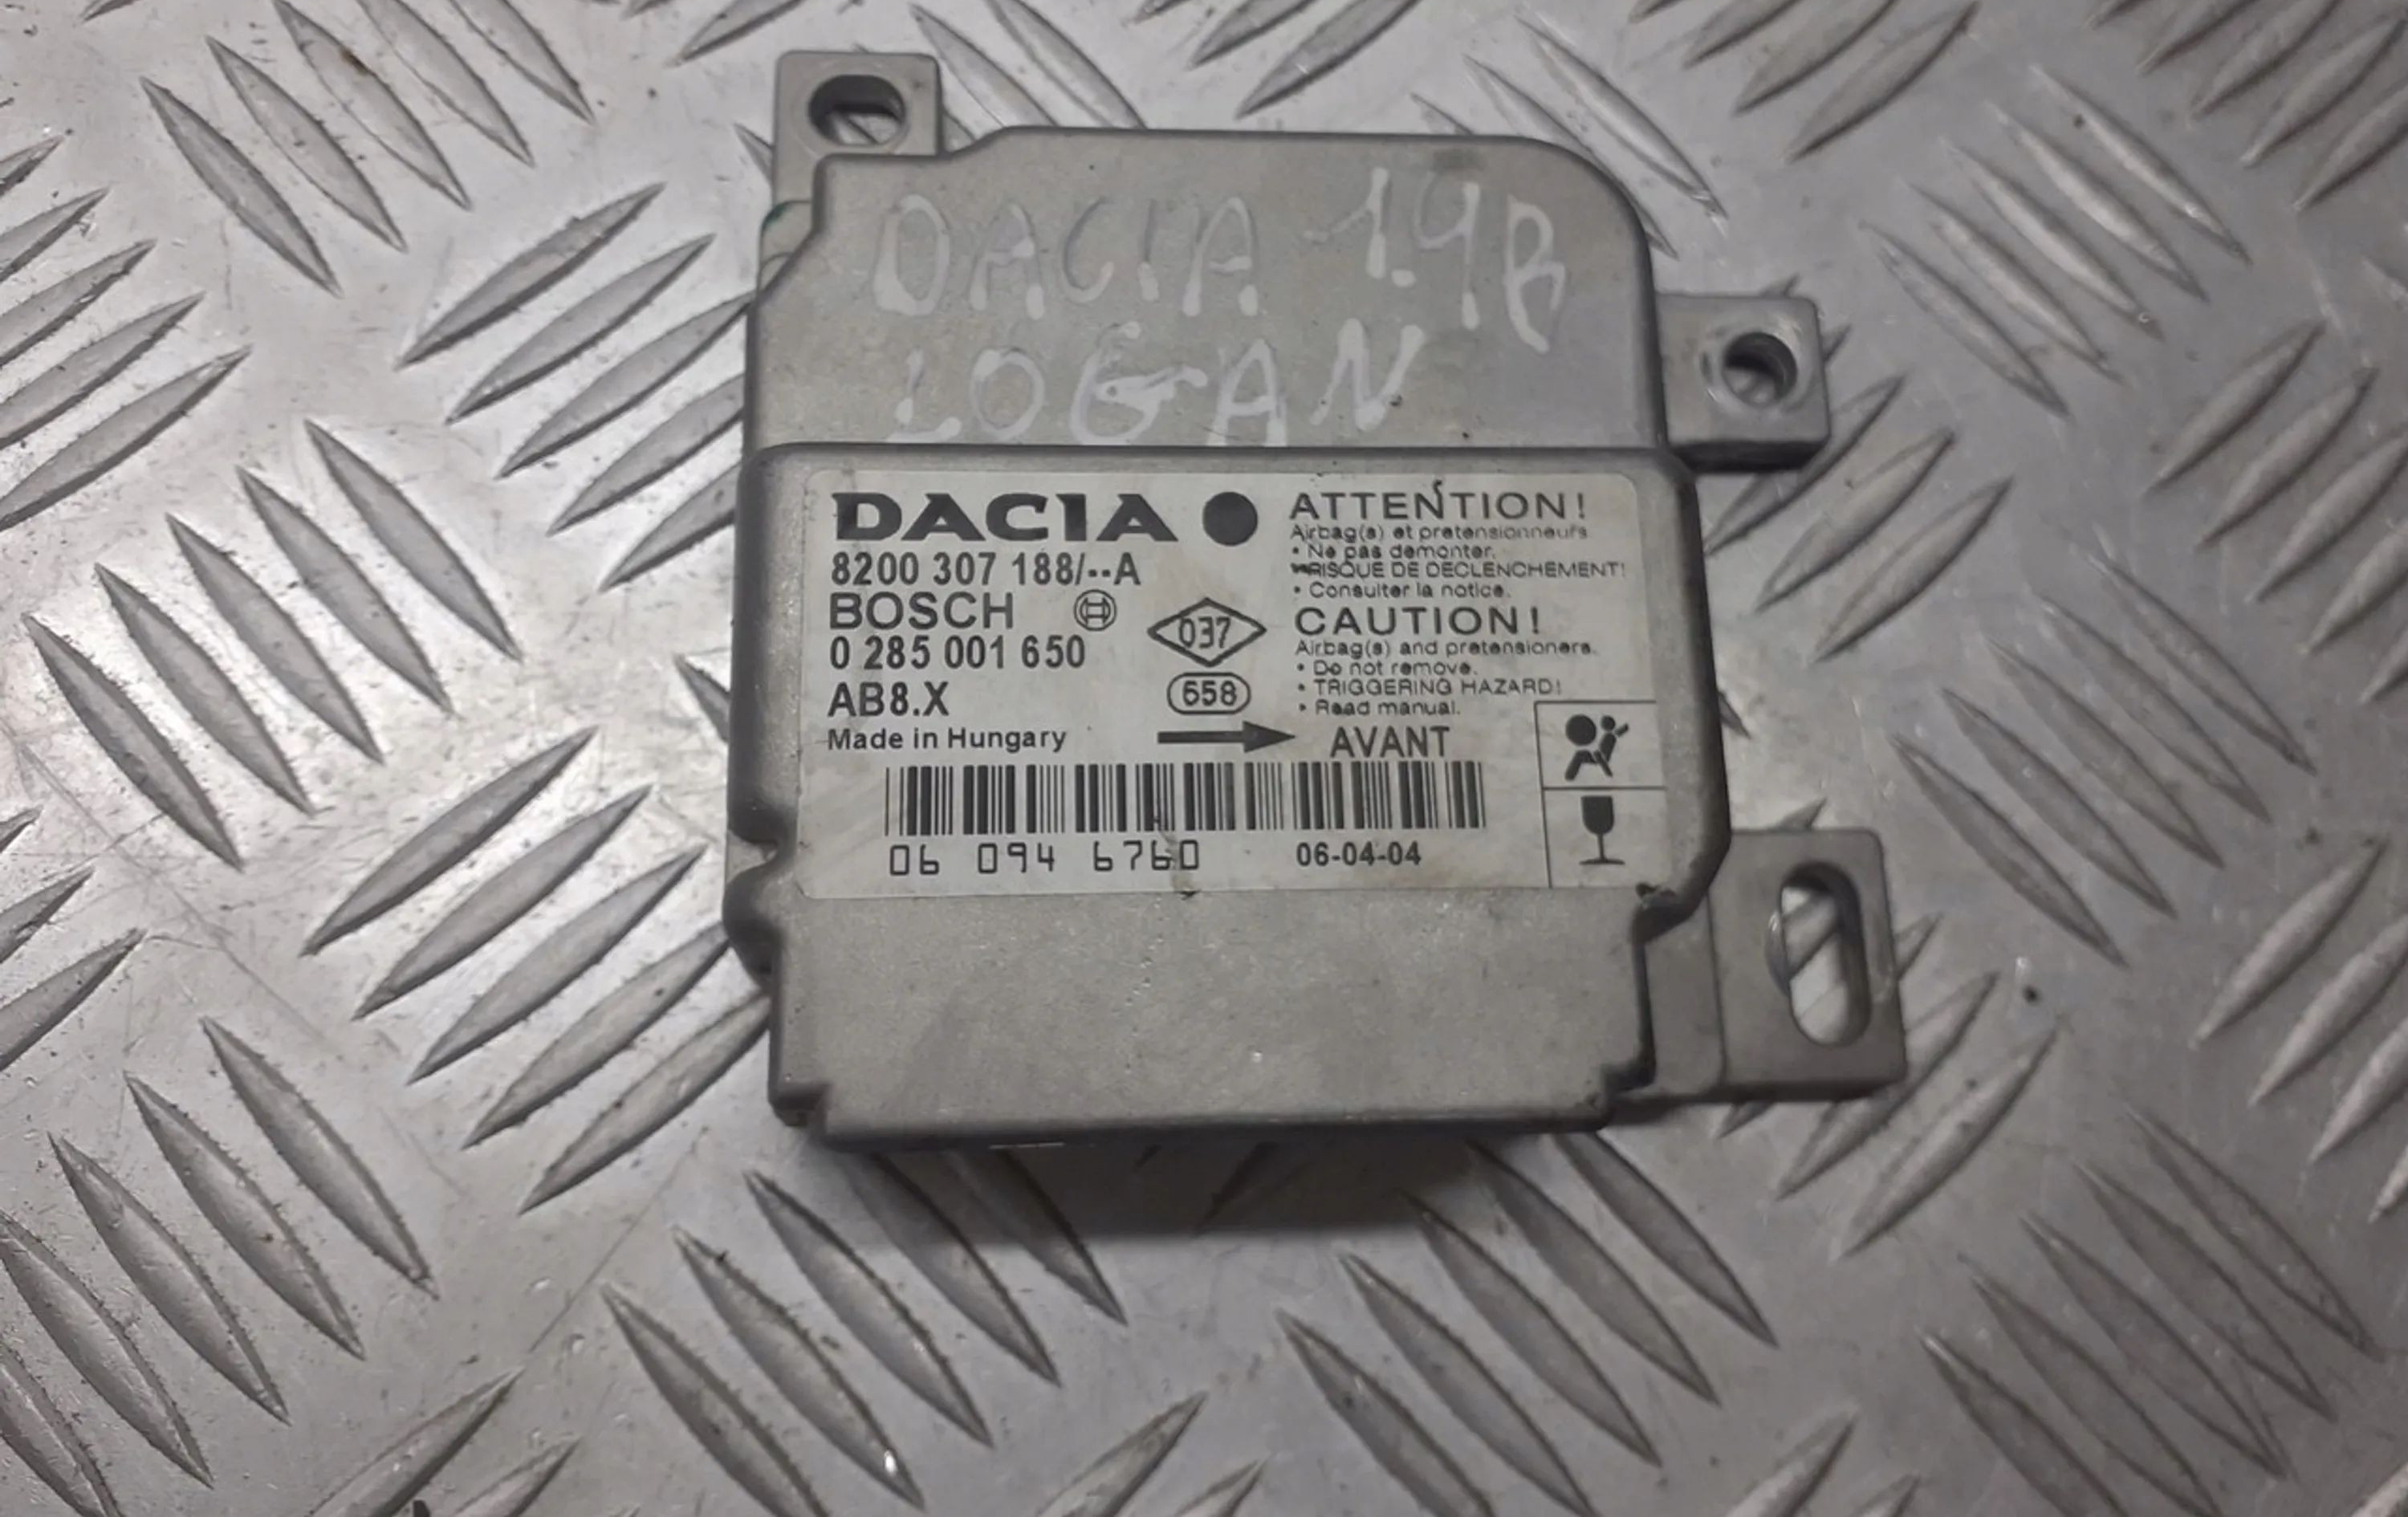 DACIA 1.4B
LOGAN
DACIA
8200 307 188/--A
BOSCH
0 285 001 650
AB8.X
Made in Hungary
037
658
ATTENTION!
Airbag(s) et pretensionneurs
• Ne pas demonter.
• RISQUE DE DECLENCHEMENT!
• Consulter la notice.
CAUTION!
Airbag(s) and pretensioners.
• Do not remove.
• TRIGGERING HAZARD!
• Read manual.
AVANT
06 094 6760
06-04-04